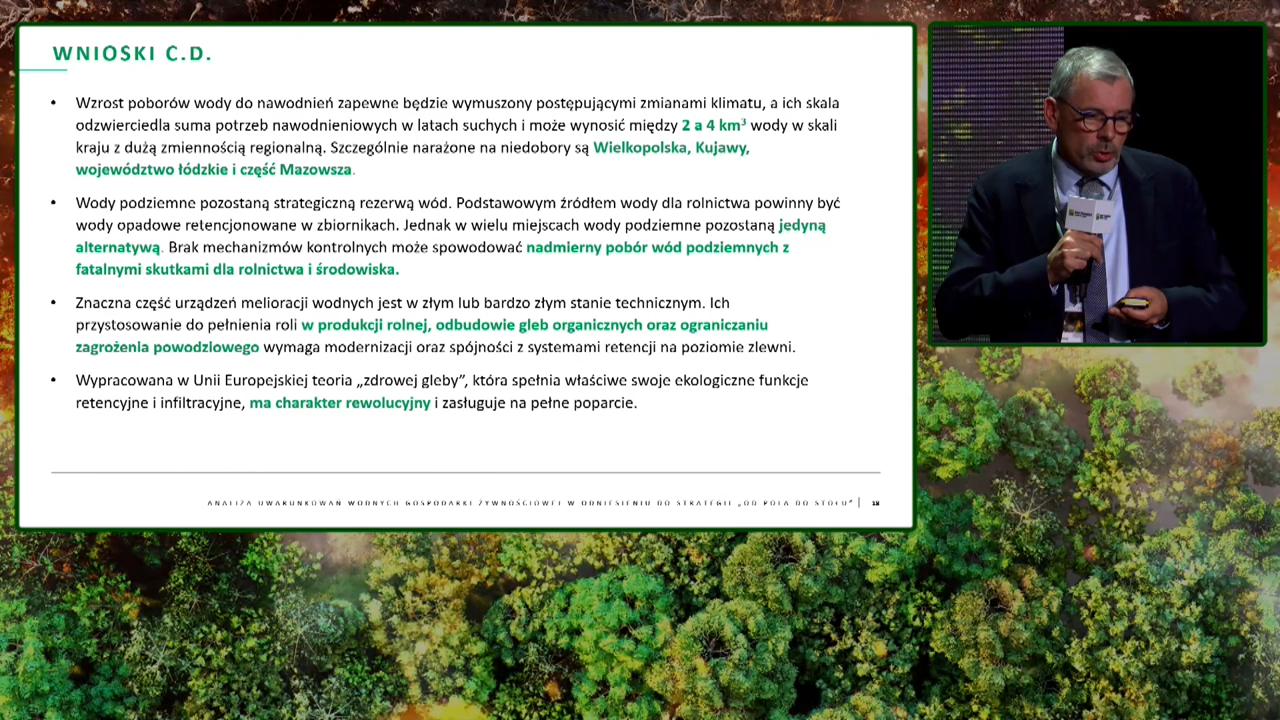 WNIOSKI C.D.
• Wzrost poborów wody do nawodnień zapewne będzie wymuszony postępującymi zmianami klimatu, a ich skala
odzwierciedla suma potrzeb nawodnieniowych w latach suchych i może wynosić między 2 a 4 km³ wody w skali
kraju z dużą zmiennością regionalną. Szczególnie narażone na niedobory są Wielkopolska, Kujawy,
województwo łódzkie i część Mazowsza.
• Wody podziemne pozostaną strategiczną rezerwą wód. Podstawowym źródłem wody dla rolnictwa powinny być
wody opadowe retencjonowane w zbiornikach. Jednak w wielu miejscach wody podziemne pozostaną jedyną
alternatywą. Brak mechanizmów kontrolnych może spowodować nadmierny pobór wód podziemnych z
fatalnymi skutkami dla rolnictwa i środowiska.
• Znaczna część urządzeń melioracji wodnych jest w złym lub bardzo złym stanie technicznym. Ich
przystosowanie do pełnienia roli w produkcji rolnej, odbudowie gleb organicznych oraz ograniczaniu
zagrożenia powodziowego wymaga modernizacji oraz spójności z systemami retencji na poziomie zlewni.
• Wypracowana w Unii Europejskiej teoria „zdrowej gleby”, która spełnia właściwe swoje ekologiczne funkcje
retencyjne i infiltracyjne, ma charakter rewolucyjny i zasługuje na pełne poparcie.
ANALIZA UWARUNKOWAŃ WODNYCH GOSPODARKI ŻYWNOŚCIOWEJ W ODNIESIENIU DO STRATEGII „OD POLA DO STOŁU” | 18